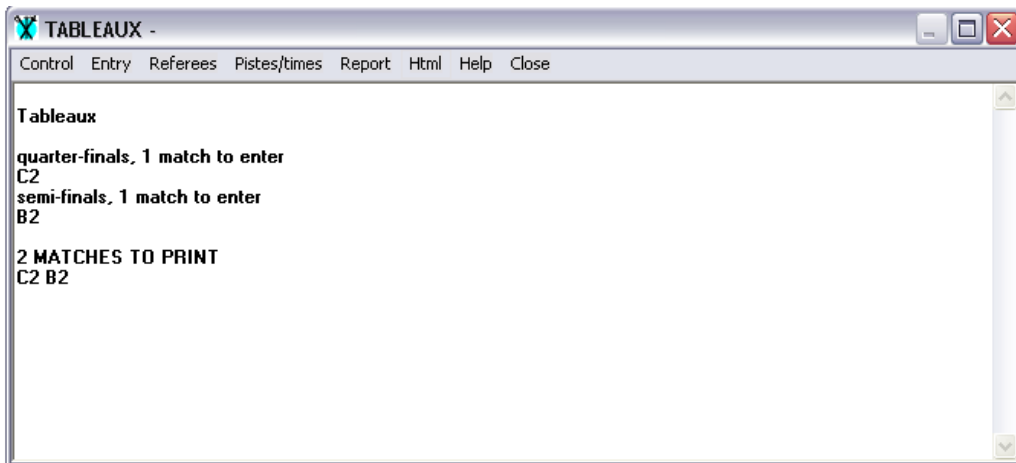 TABLEAUX -
Control Entry Referees Pistes/times Report Html Help Close
Tableaux
quarter-finals, 1 match to enter
C2
semi-finals, 1 match to enter
B2
2 MATCHES TO PRINT
C2 B2